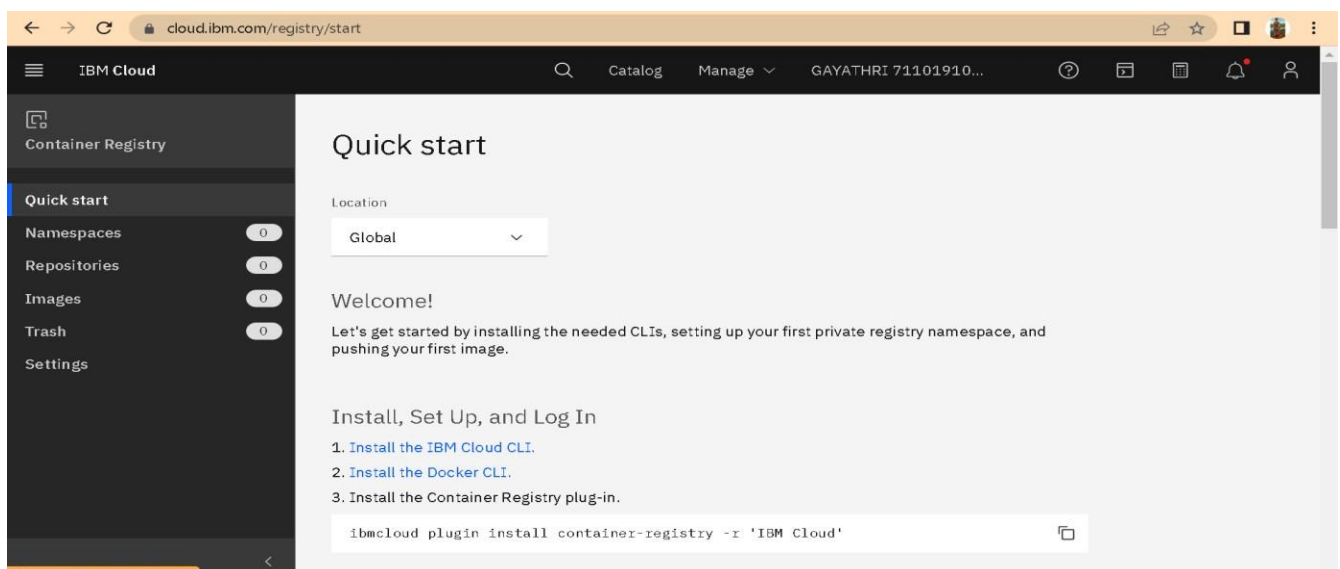 cloud.ibm.com/registry/start
IBM Cloud
Catalog
Manage
GAYATHRI 71101910...
Container Registry
Quick start
Namespaces 0
Repositories 0
Images 0
Trash 0
Settings
Quick start
Location
Global
Welcome!
Let's get started by installing the needed CLIs, setting up your first private registry namespace, and
pushing your first image.
Install, Set Up, and Log In
1. Install the IBM Cloud CLI.
2. Install the Docker CLI.
3. Install the Container Registry plug-in.
ibmcloud plugin install container-registry -r 'IBM Cloud'